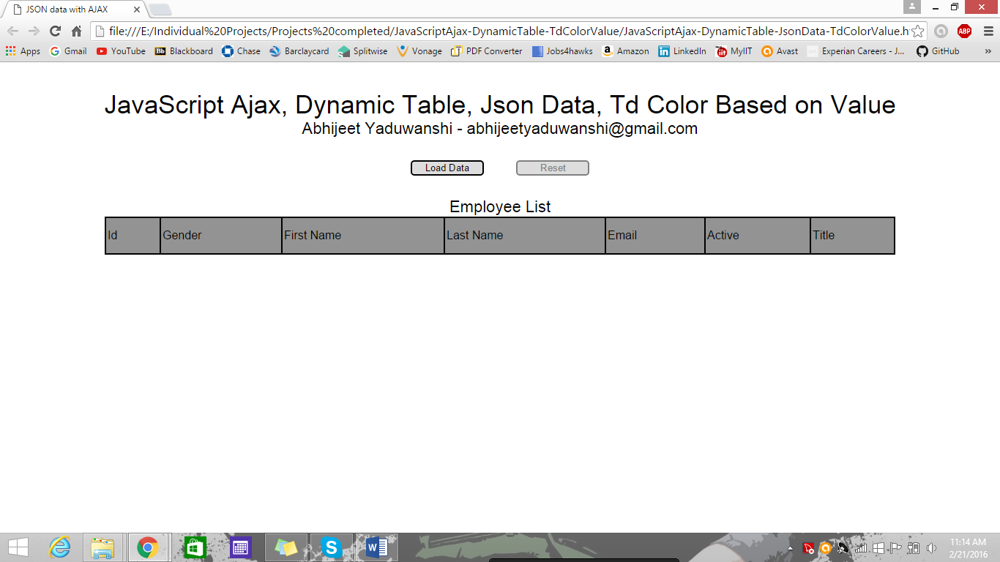 JSON data with AJAX
file:///E:/Individual%20Projects/Projects%20completed/JavaScriptAjax-DynamicTable-TdColorValue/JavaScriptAjax-DynamicTable-JsonData-TdColorValue.h
ABP
Apps Gmail YouTube Bb Blackboard Chase Barclaycard Splitwise Vonage PDF Converter Jobs4hawks a Amazon in LinkedIn MyIIT Avast Experian Careers - J... GitHub »
JavaScript Ajax, Dynamic Table, Json Data, Td Color Based on Value
Abhijeet Yaduwanshi - abhijeetyaduwanshi@gmail.com
Load Data Reset
Employee List
Id Gender First Name Last Name Email Active Title
11:14 AM
2/21/2016